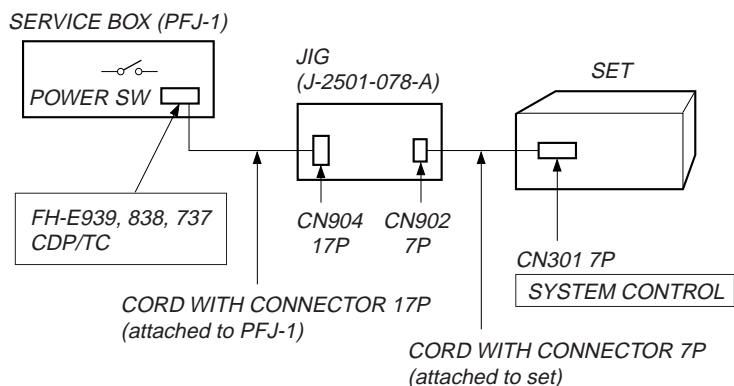 SERVICE BOX (PFJ-1)
POWER SW
JIG
(J-2501-078-A)
SET
FH-E939, 838, 737
CDP/TC
CN904
17P
CN902
7P
CN301 7P
SYSTEM CONTROL
CORD WITH CONNECTOR 17P
(attached to PFJ-1)
CORD WITH CONNECTOR 7P
(attached to set)